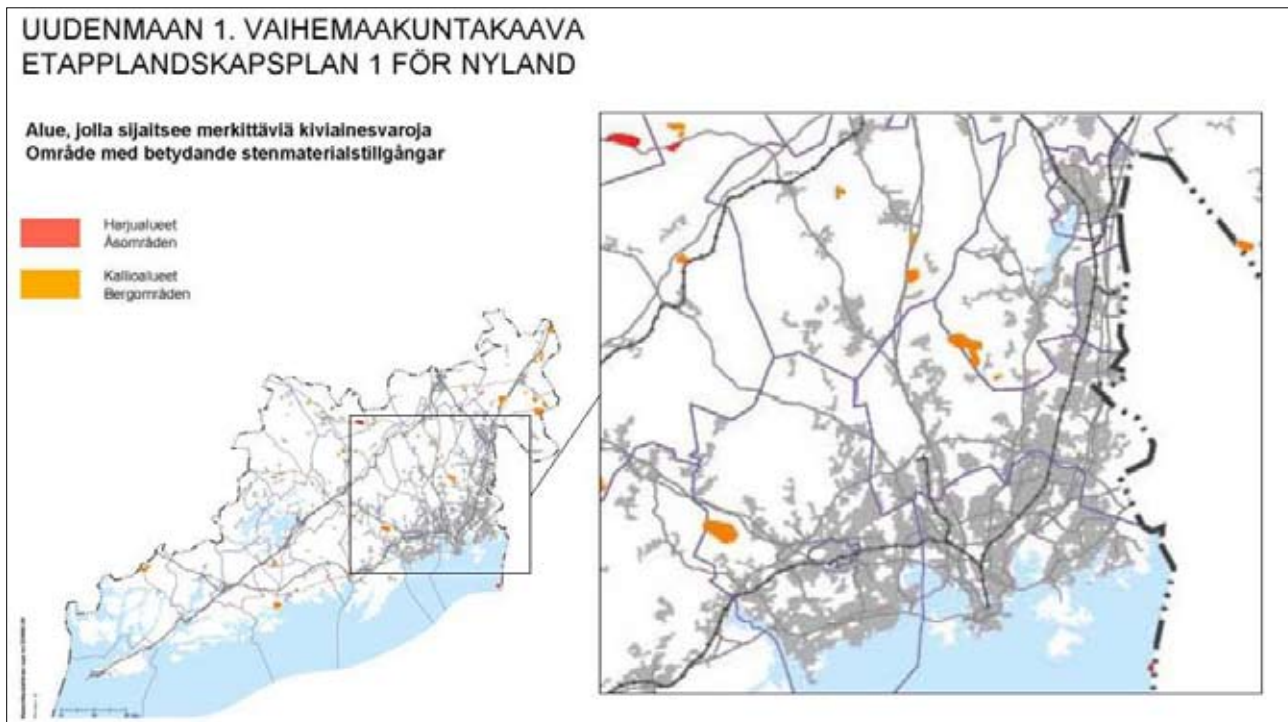 UUDENMAAN 1. VAIHEMAAKUNTAKAAVA
ETAPPLANDSKAPSPLAN 1 FÖR NYLAND
Alue, jolla sijaitsee merkittäviä kiviainesvaroja
Område med betydande stenmaterialstillgångar
Harjualueet
Åsområden
Kallioalueet
Bergområden